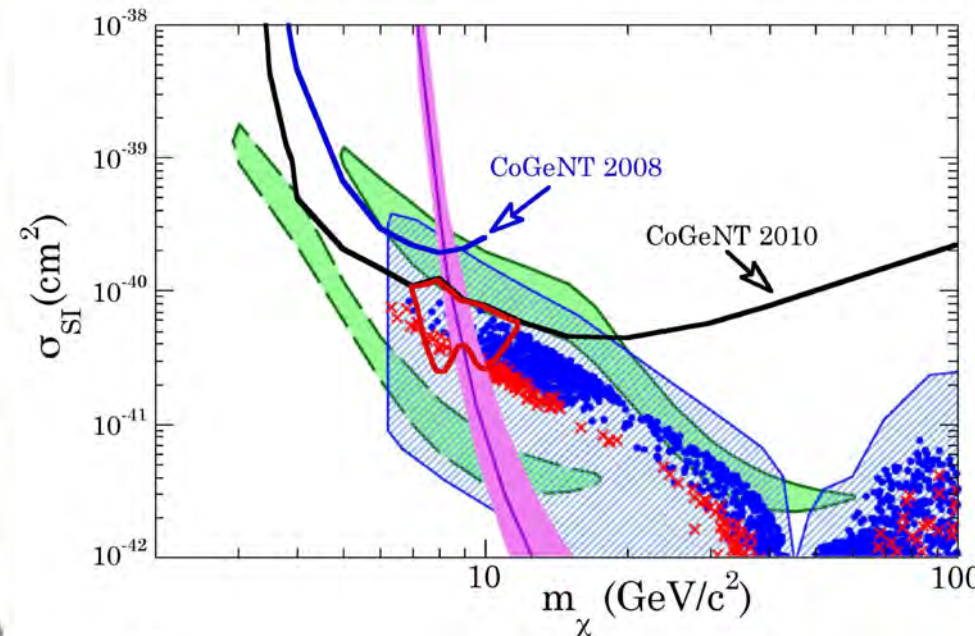 10⁻³⁸
10⁻³⁹
10⁻⁴⁰
10⁻⁴¹
10⁻⁴²
σ_SI (cm²)
CoGeNT 2008
CoGeNT 2010
10
100
m_χ (GeV/c²)